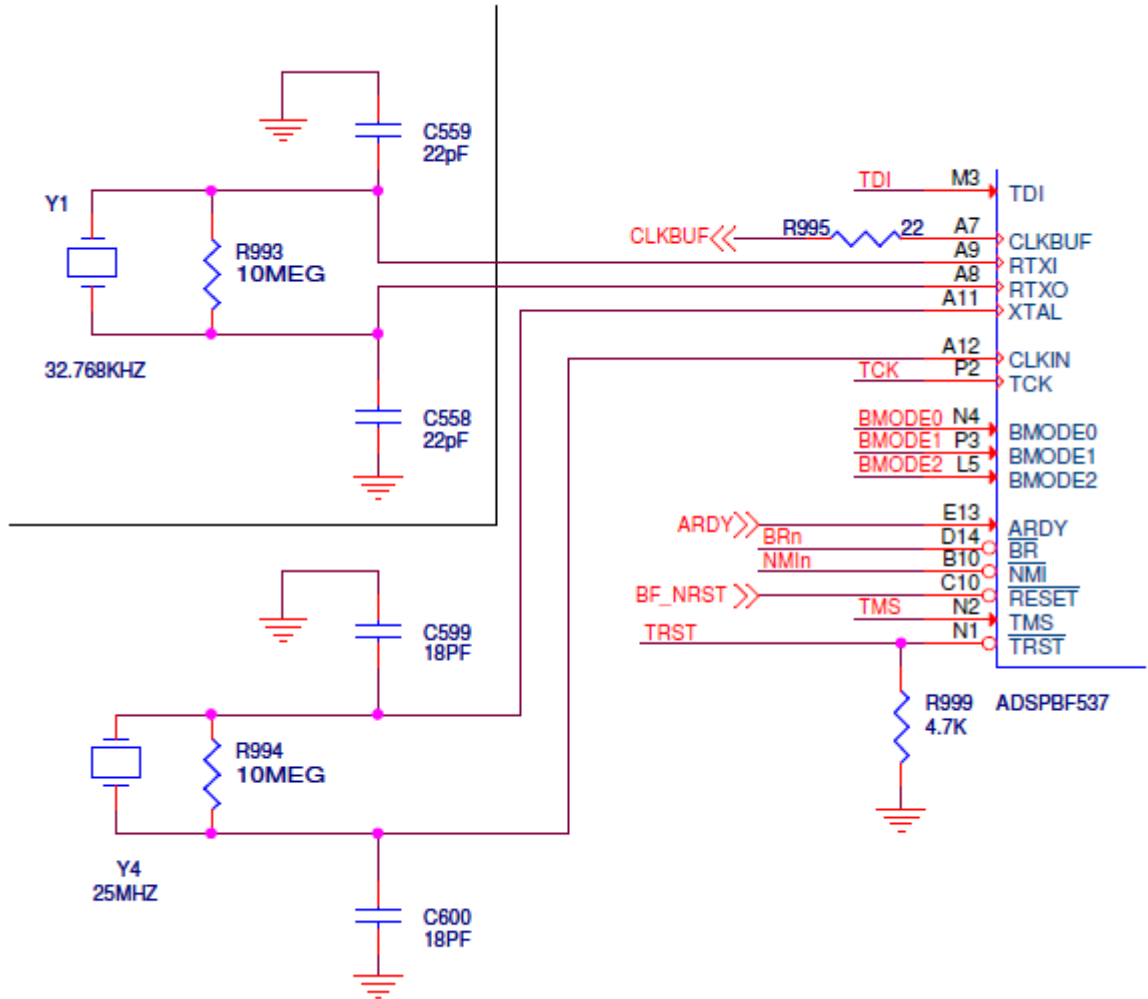 C559
22pF
Y1
R993
10MEG
32.768KHZ
C558
22pF
TDI M3 TDI
CLKBUF R995 22 A7 CLKBUF
A9 RTXI
A8 RTXO
A11 XTAL
A12 CLKIN
TCK P2 TCK
BMODE0 N4 BMODE0
BMODE1 P3 BMODE1
BMODE2 L5 BMODE2
ARDY E13 ARDY
BRn D14 BR
NMIn B10 NMI
BF_NRST C10 RESET
TMS N2 TMS
TRST N1 TRST
R999
4.7K
ADSPBF537
C599
18PF
R994
10MEG
Y4
25MHZ
C600
18PF